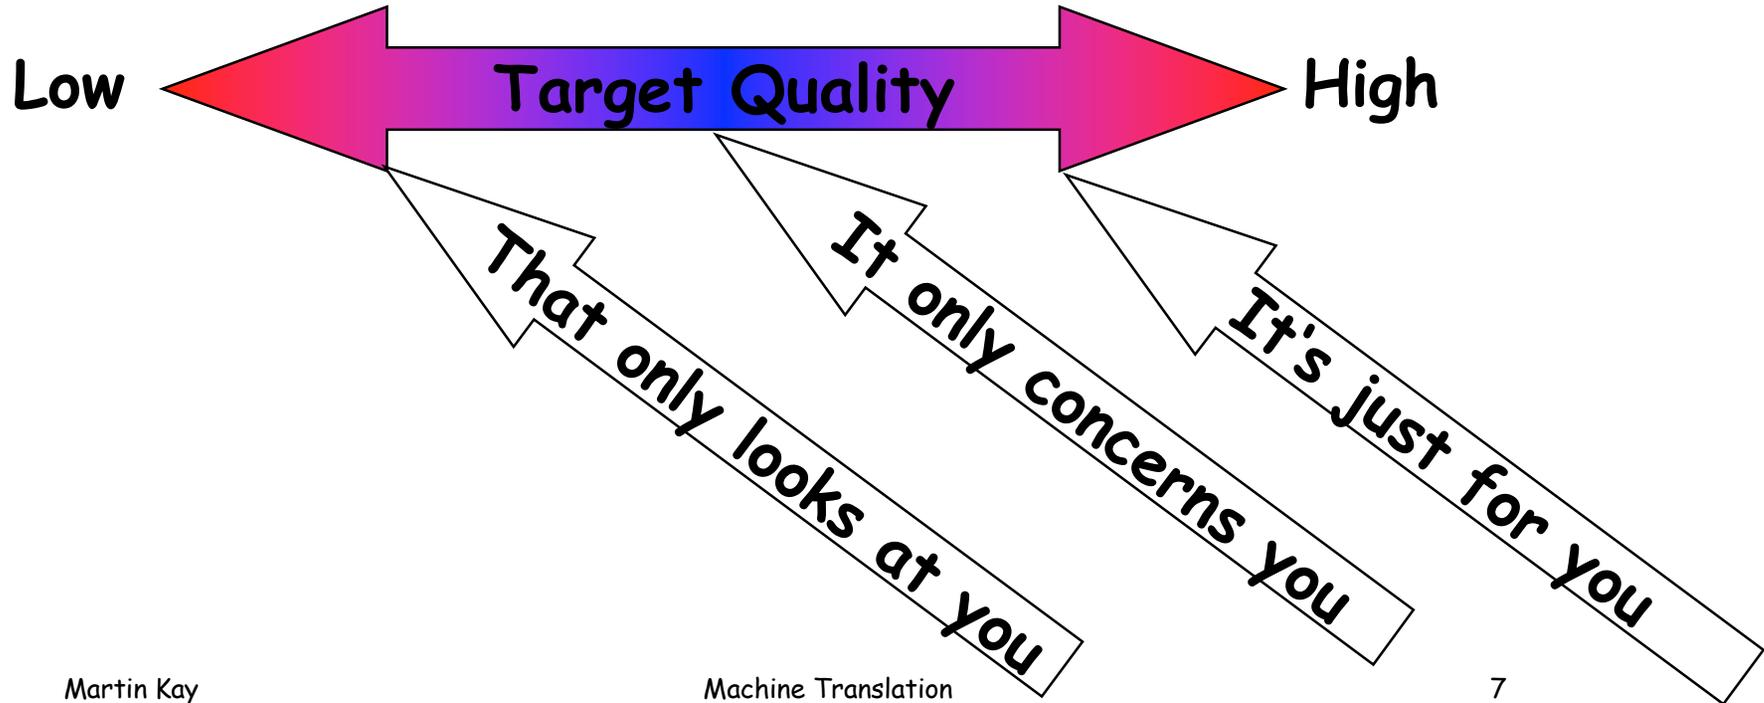 Low
Target Quality
High
That only looks at you
It only concerns you
It's just for you
Martin Kay
Machine Translation
7